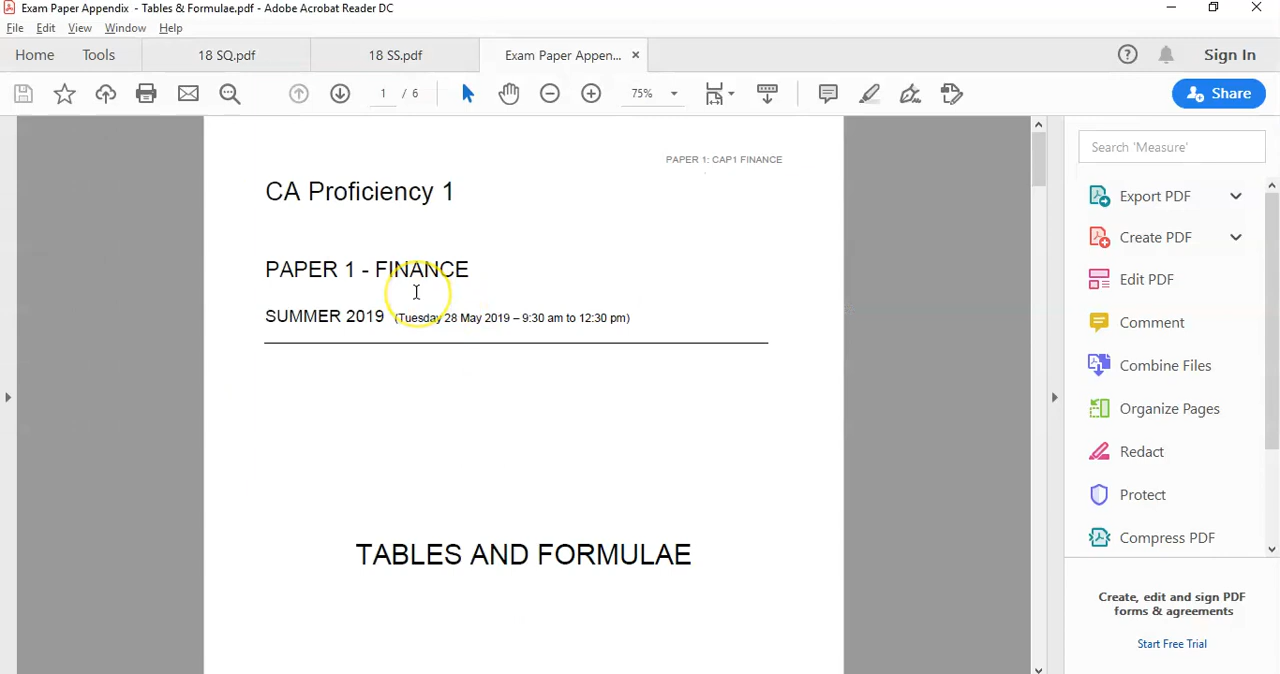 Exam Paper Appendix - Tables & Formulae.pdf - Adobe Acrobat Reader DC
File Edit View Window Help
Home Tools 18 SQ.pdf 18 SS.pdf Exam Paper Appen... × Sign In
1 / 6 75% Share
PAPER 1: CAP1 FINANCE
CA Proficiency 1
PAPER 1 - FINANCE
SUMMER 2019 (Tuesday 28 May 2019 – 9:30 am to 12:30 pm)
TABLES AND FORMULAE
Search 'Measure'
Export PDF
Create PDF
Edit PDF
Comment
Combine Files
Organize Pages
Redact
Protect
Compress PDF
Create, edit and sign PDF
forms & agreements
Start Free Trial